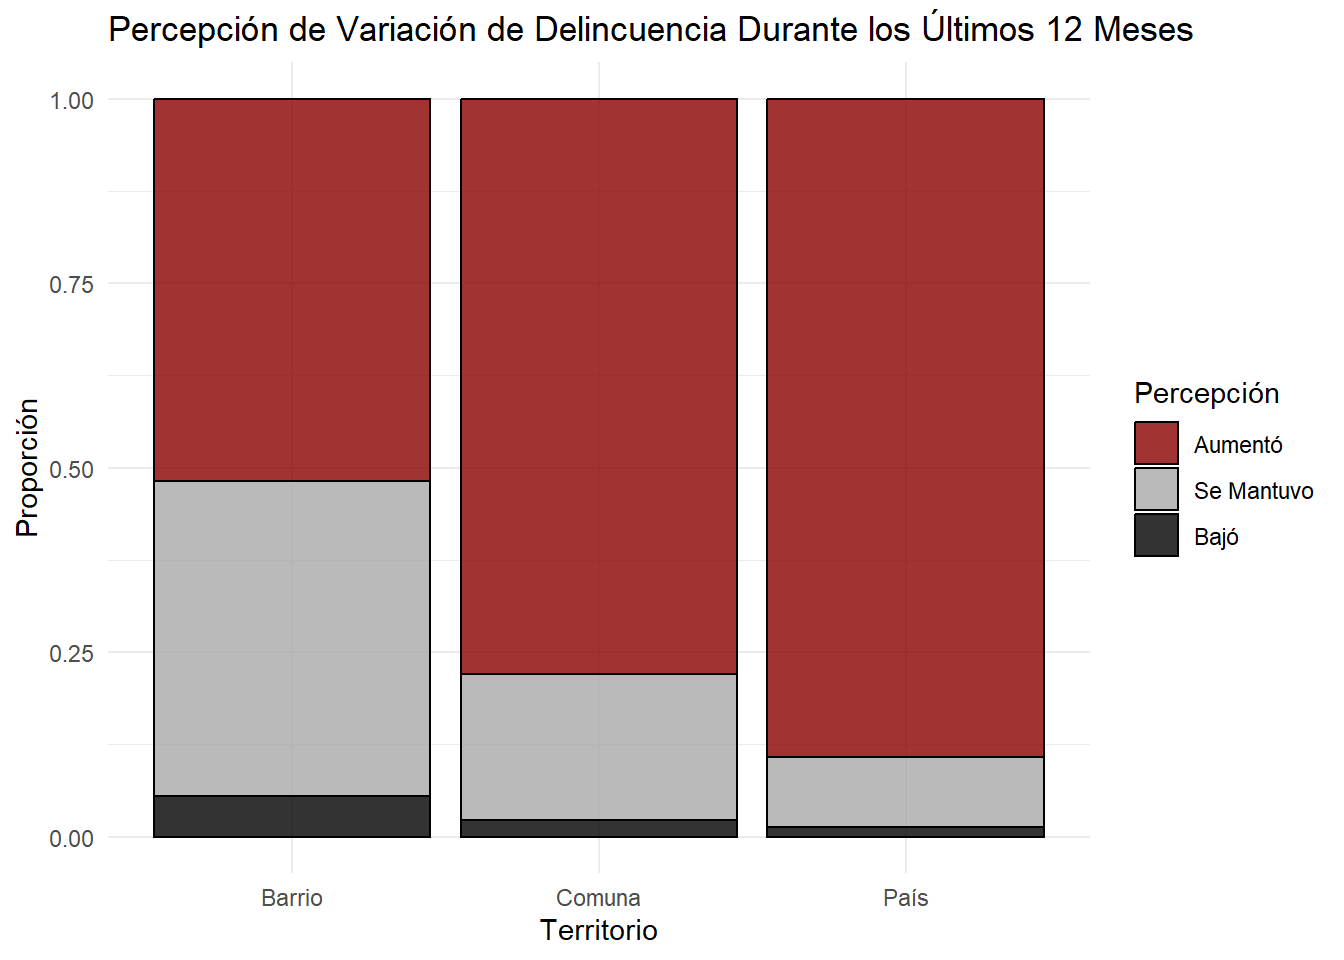 Percepción de Variación de Delincuencia Durante los Últimos 12 Meses
1.00
0.75
0.50
0.25
0.00
Proporción
Barrio Comuna País
Territorio
Percepción
Aumentó
Se Mantuvo
Bajó